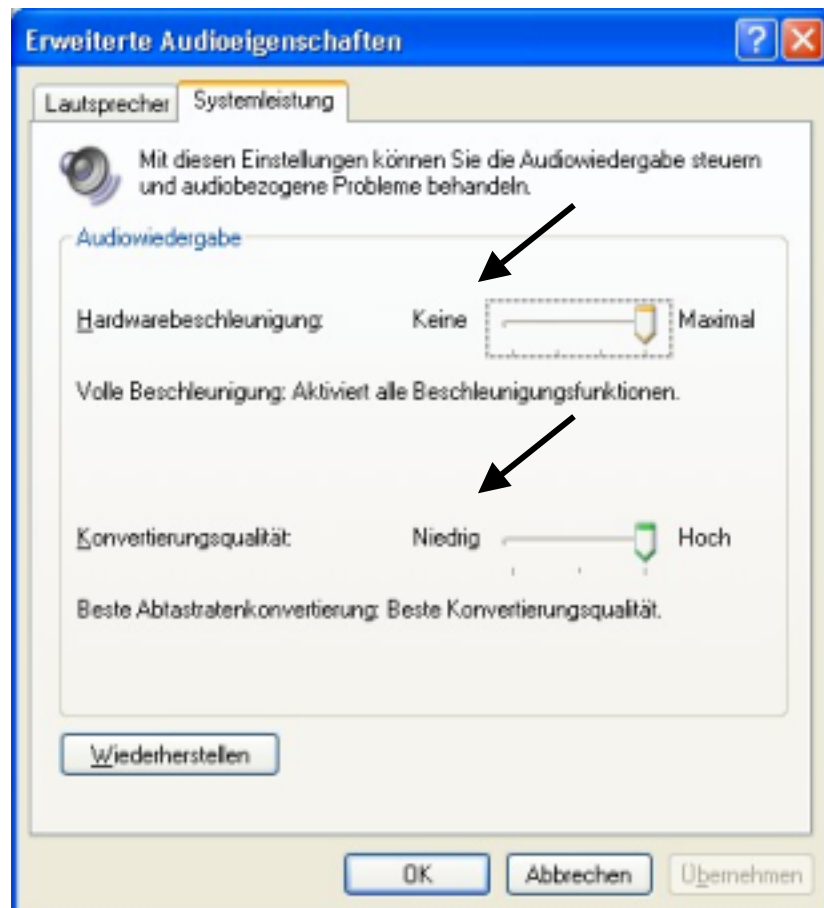 Erweiterte Audioeigenschaften
Lautsprecher Systemleistung
Mit diesen Einstellungen können Sie die Audiowiedergabe steuern
und audiobezogene Probleme behandeln.
Audiowiedergabe
Hardwarebeschleunigung: Keine Maximal
Volle Beschleunigung: Aktiviert alle Beschleunigungsfunktionen.
Konvertierungsqualität: Niedrig Hoch
Beste Abtastratenkonvertierung: Beste Konvertierungsqualität.
Wiederherstellen
OK Abbrechen Übernehmen